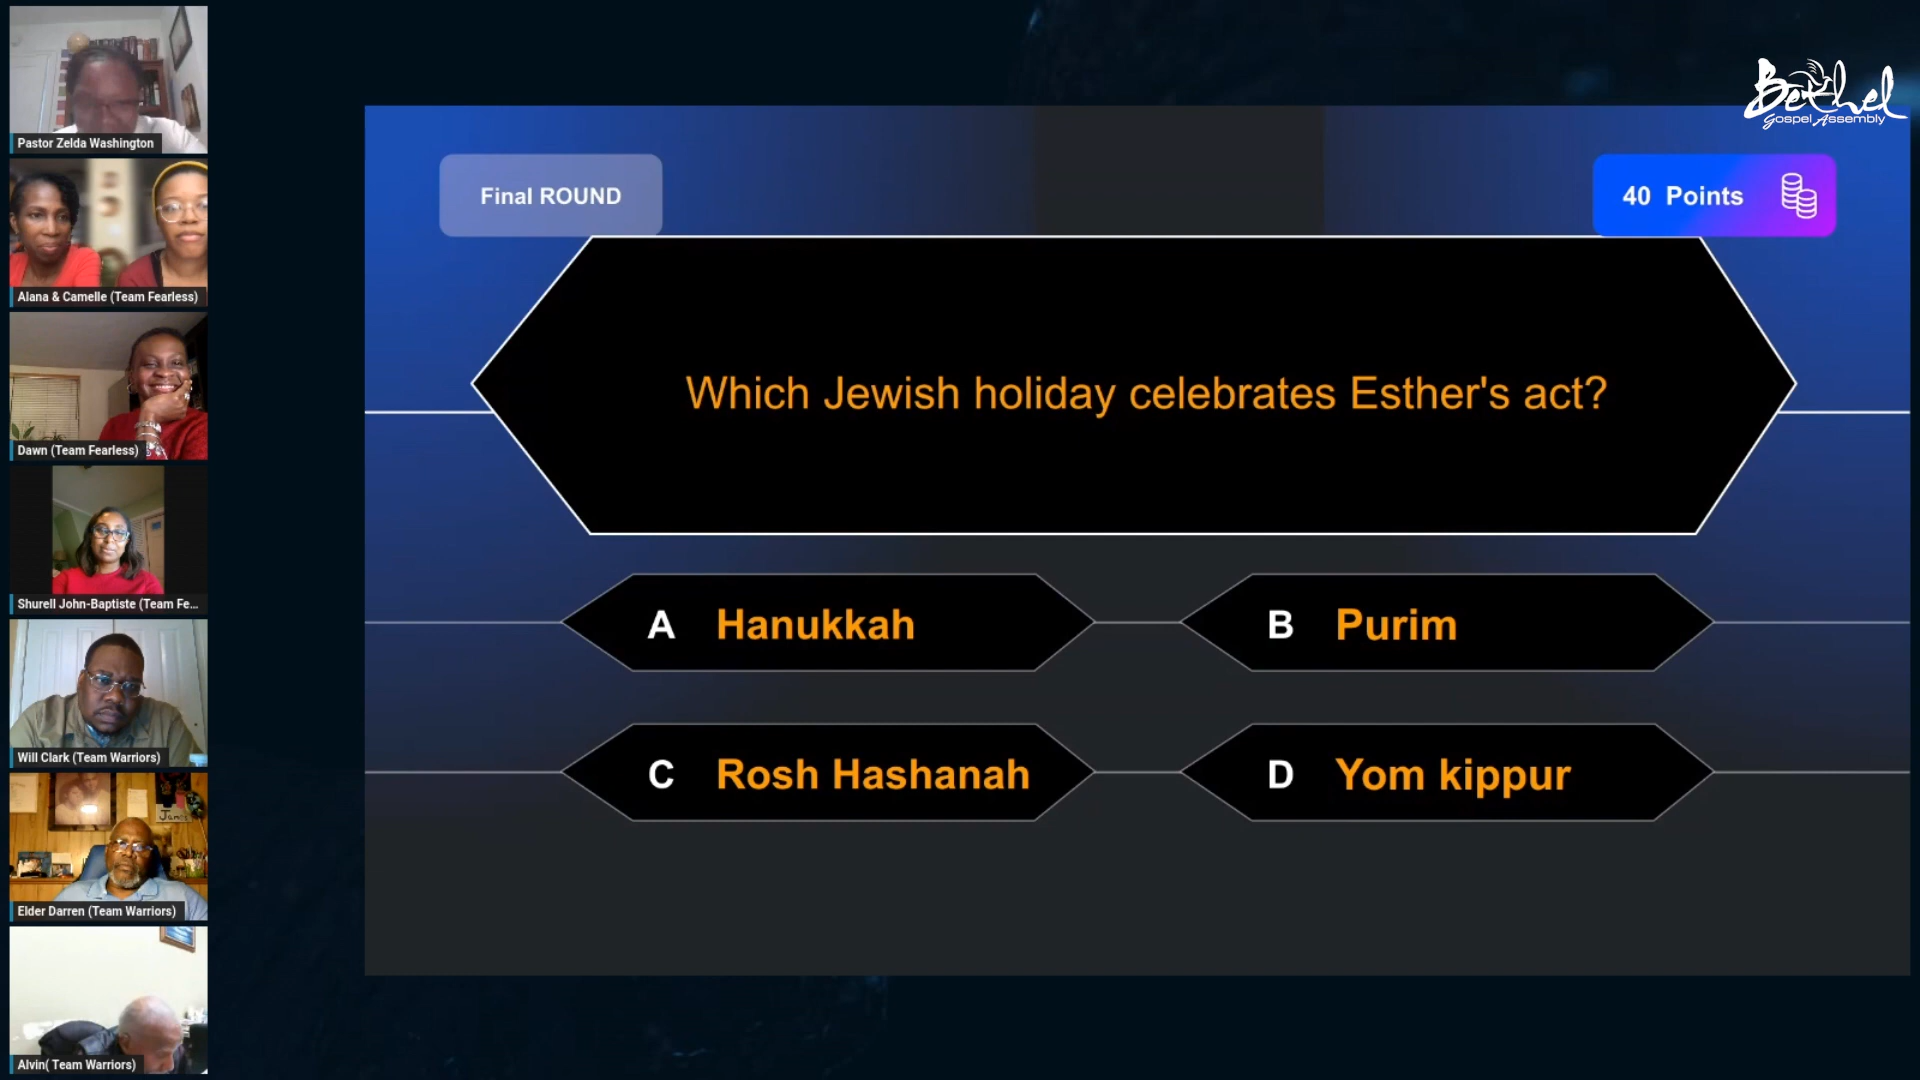 Bethel
Gospel Assembly
Final ROUND
40 Points
Which Jewish holiday celebrates Esther's act?
A Hanukkah
B Purim
C Rosh Hashanah
D Yom kippur
Pastor Zelda Washington
Alana & Camelle (Team Fearless)
Dawn (Team Fearless)
Shurell John-Baptiste (Team Fe...
Will Clark (Team Warriors)
Elder Darren (Team Warriors)
Alvin( Team Warriors)